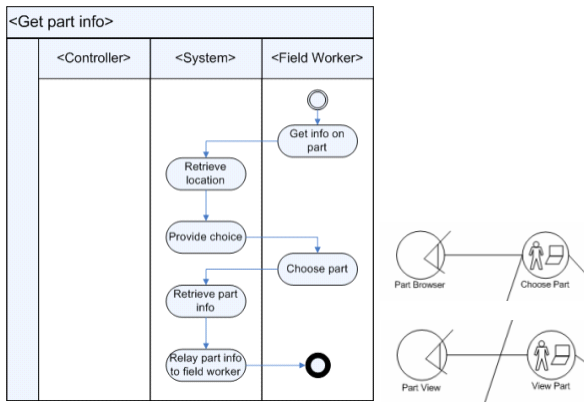 <Get part info>
<Controller>
<System>
<Field Worker>
Get info on
part
Retrieve
location
Provide choice
Choose part
Retrieve part
info
Relay part info
to field worker
Part Browser
Choose Part
Part View
View Part